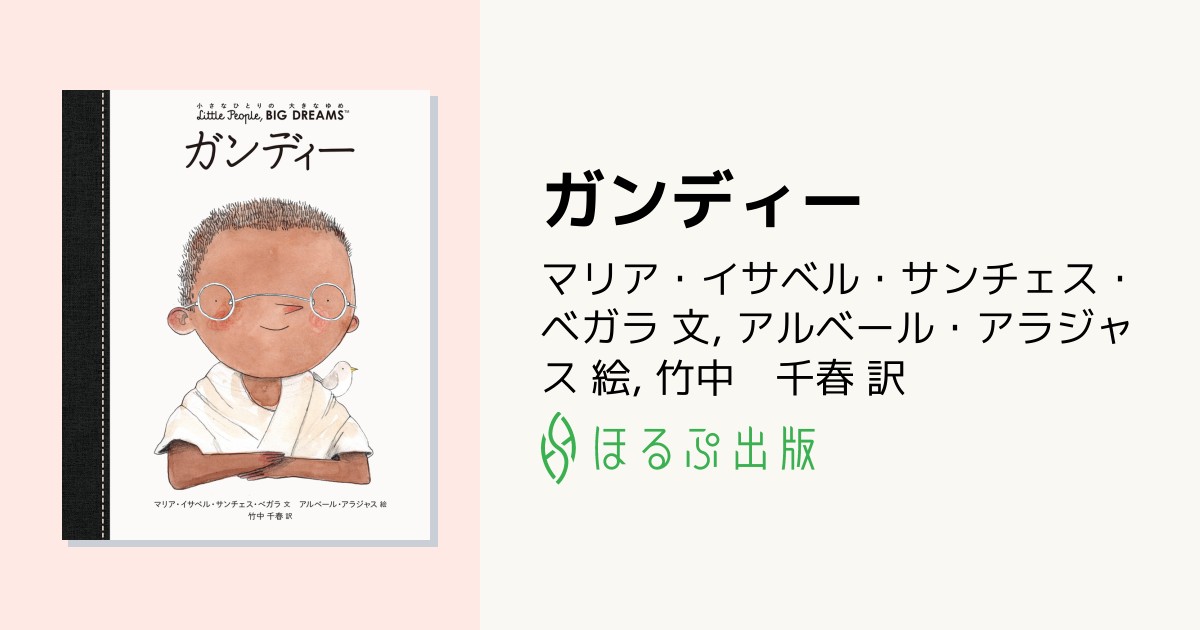 小さなひとりの 大きなゆめ
Little People, BIG DREAMS™
ガンディー
マリア・イサベル・サンチェス・ベガラ 文 アルベール・アラジャス 絵
竹中 千春 訳
ガンディー
マリア・イサベル・サンチェス・
ベガラ 文, アルベール・アラジャ
ス 絵, 竹中　千春 訳
ほるぷ出版